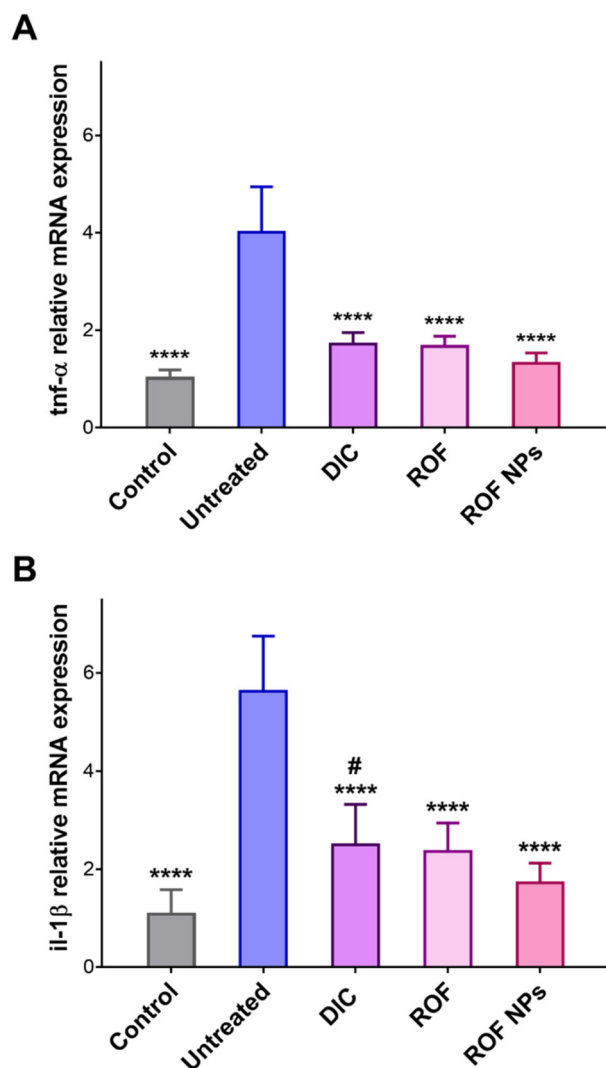 A
tnf-α relative mRNA expression
6
4
2
0
****
****
****
****
Control
Untreated
DIC
ROF
ROF NPs
B
il-1β relative mRNA expression
6
4
2
0
****
#
****
****
****
Control
Untreated
DIC
ROF
ROF NPs